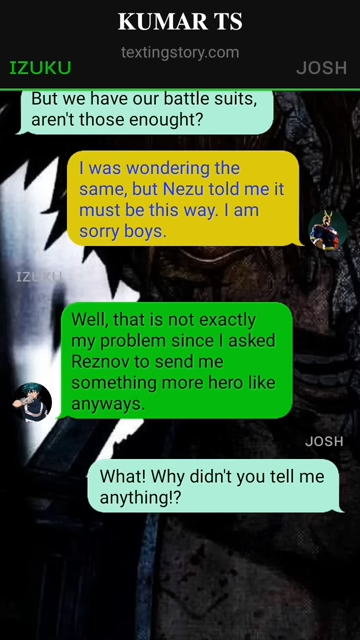 KUMAR TS
textingstory.com
IZUKU
JOSH
But we have our battle suits,
aren't those enought?
I was wondering the
same, but Nezu told me it
must be this way. I am
sorry boys.
IZUKU
Well, that is not exactly
my problem since I asked
Reznov to send me
something more hero like
anyways.
JOSH
What! Why didn't you tell me
anything!?